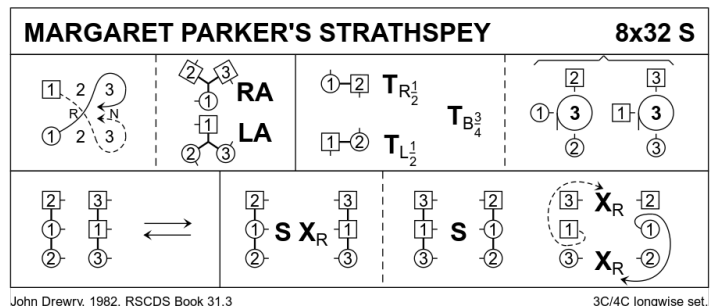 MARGARET PARKER'S STRATHSPEY 8x32 S
1 2 3 R N 1 2 3
2 3 1 RA
1 2 3 LA
1 2 T R 1/2
1 2 T L 1/2
T B 3/4
2 1 3 2
3 1 3 3
2 3
1 1
2 3
2 3
1 S X R 1
2 3
3 2
1 S 1
3 2
3 X R 2
1 1
3 X R 2
John Drewry, 1982, RSCDS Book 31.3 3C/4C longwise set.